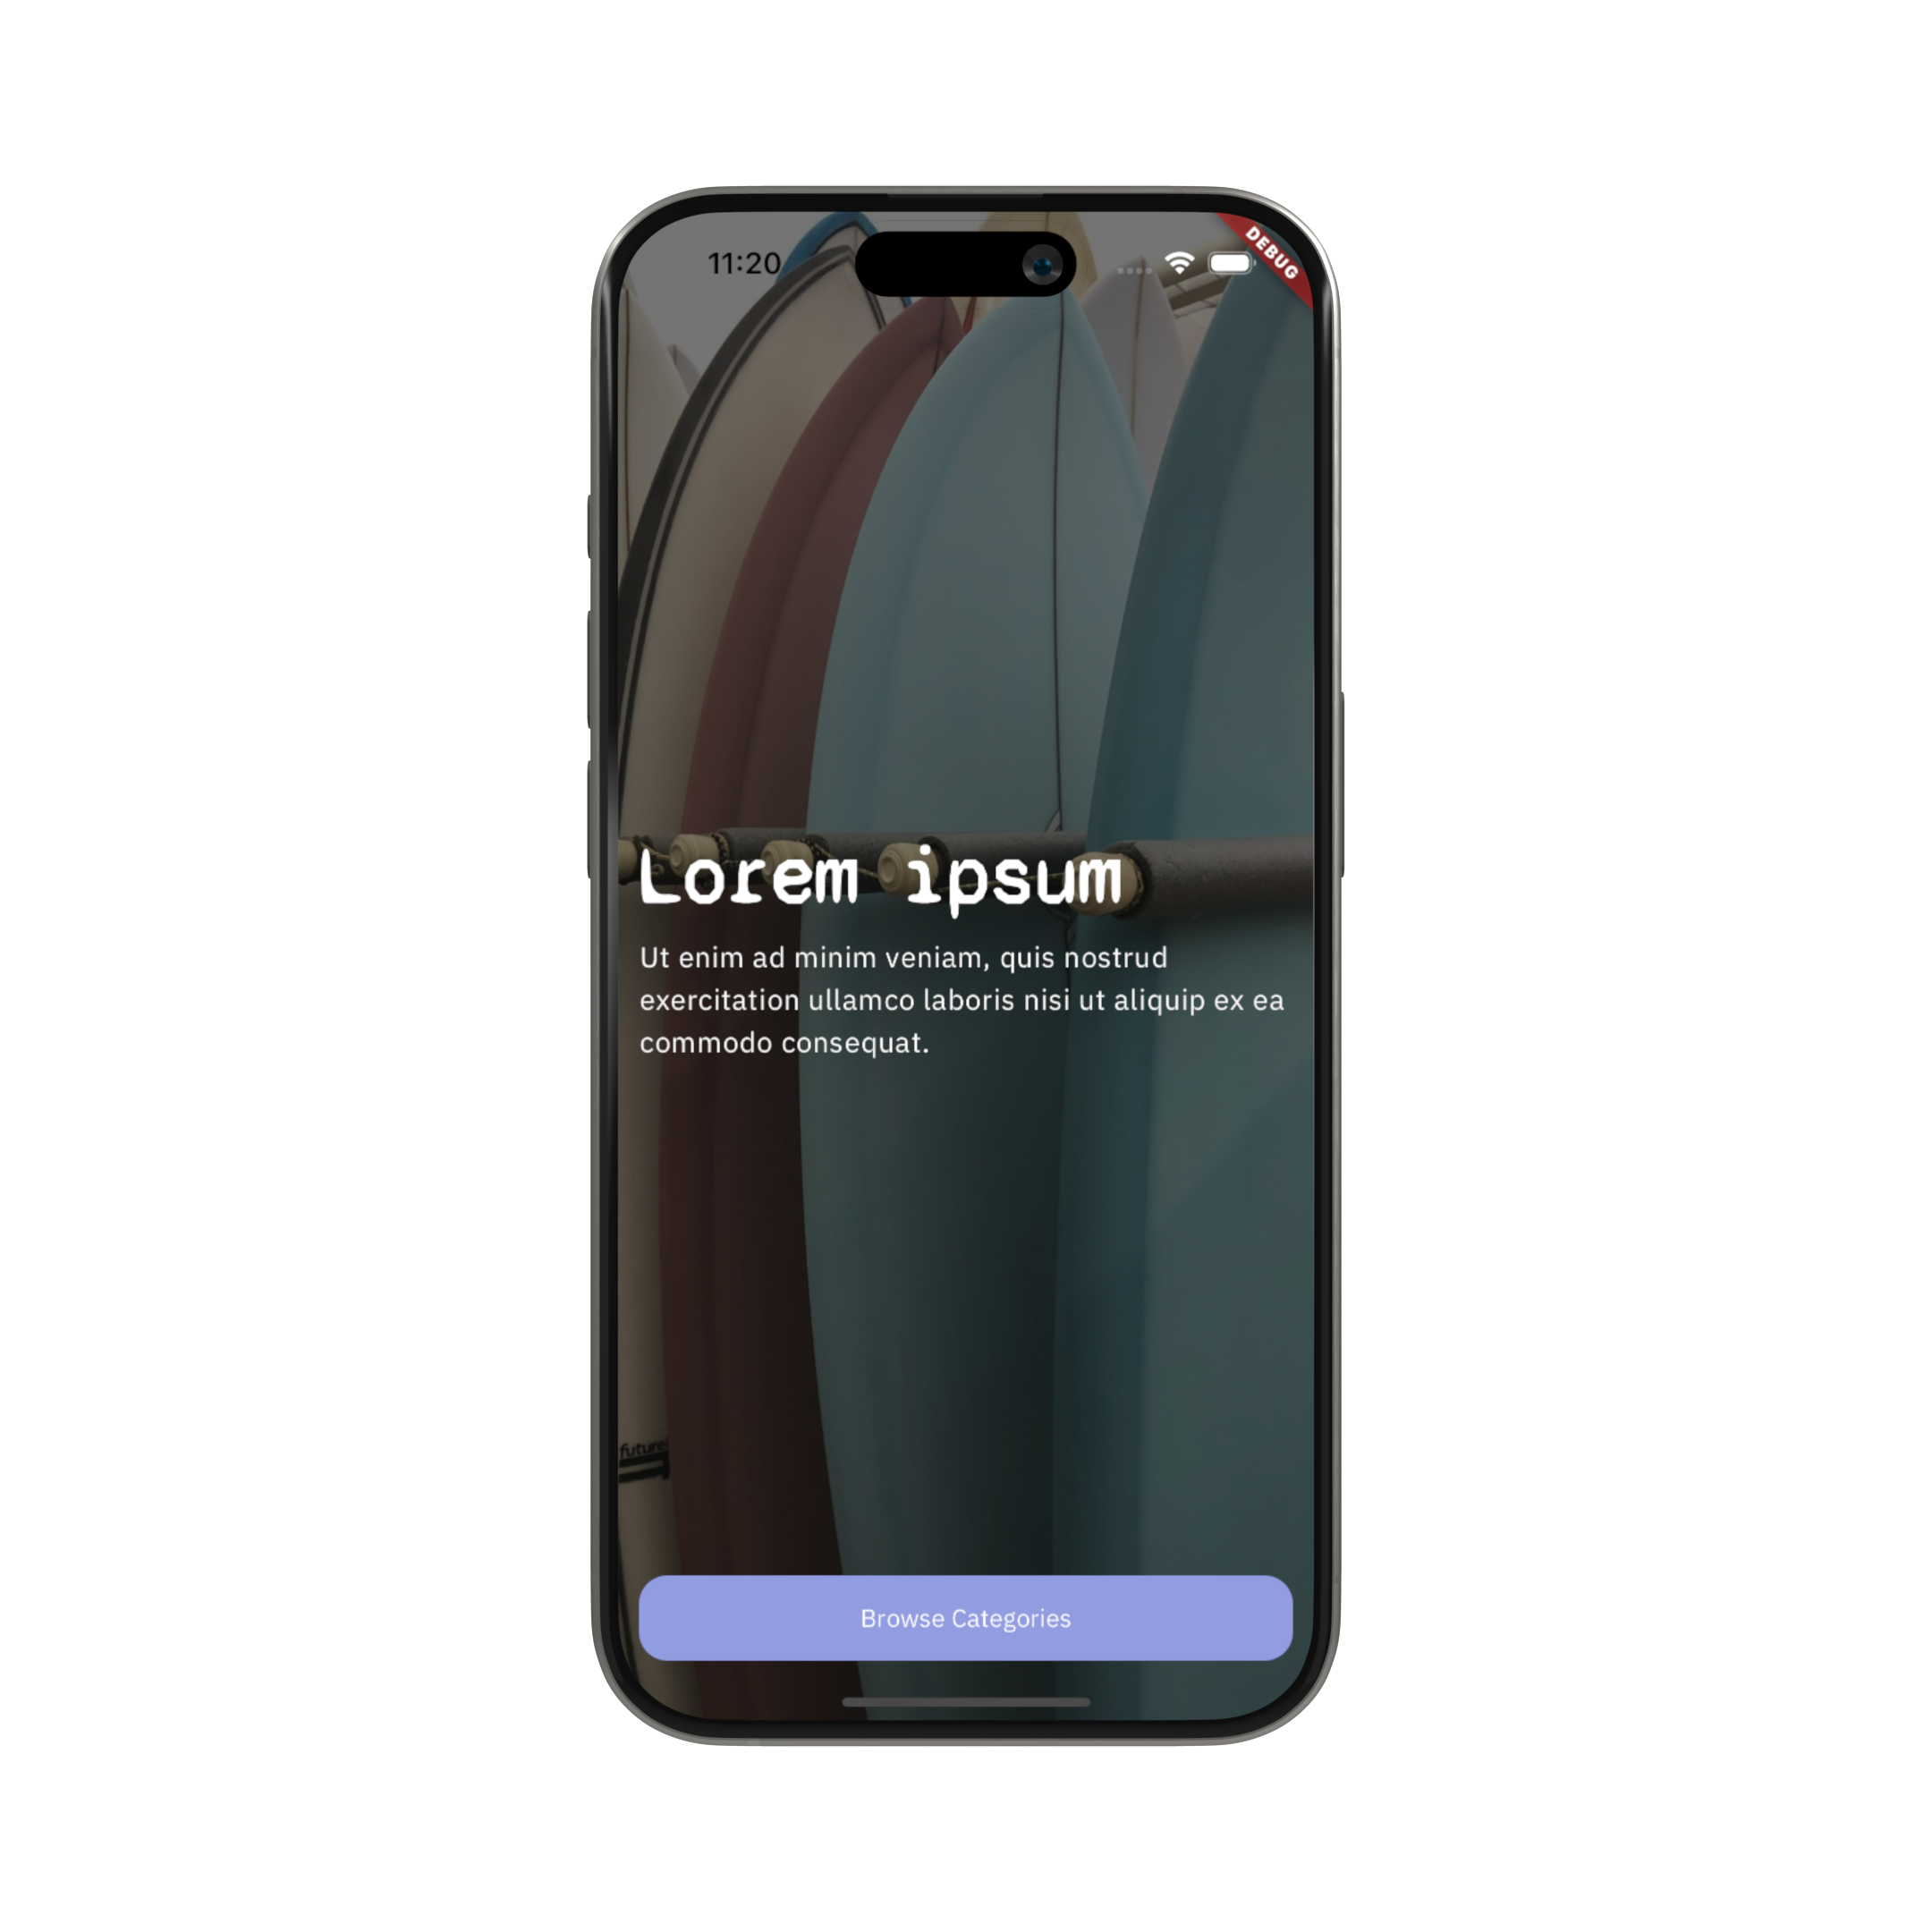 11:20
DEBUG
Lorem ipsum
Ut enim ad minim veniam, quis nostrud
exercitation ullamco laboris nisi ut aliquip ex ea
commodo consequat.
future
Browse Categories